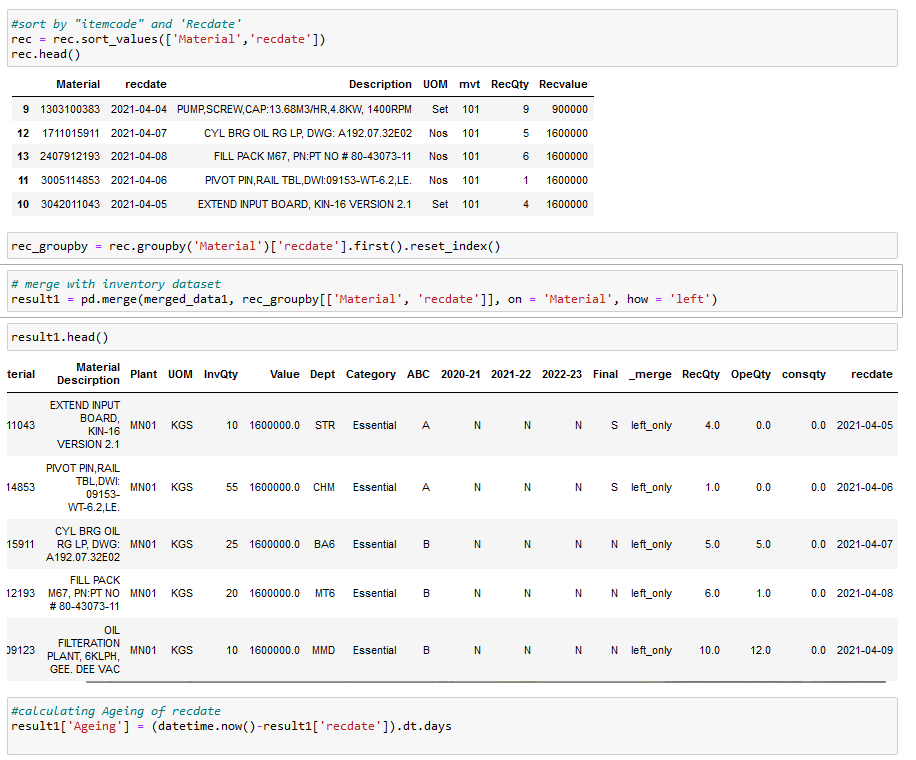 #sort by "itemcode" and 'Recdate'
rec = rec.sort_values(['Material','recdate'])
rec.head()
Material recdate Description UOM mvt RecQty Recvalue
9 1303100383 2021-04-04 PUMP,SCREW,CAP:13.68M3/HR,4.8KW, 1400RPM Set 101 9 900000
12 1711015911 2021-04-07 CYL BRG OIL RG LP, DWG: A192.07.32E02 Nos 101 5 1600000
13 2407912193 2021-04-08 FILL PACK M67, PN:PT NO # 80-43073-11 Nos 101 6 1600000
11 3005114853 2021-04-06 PIVOT PIN,RAIL TBL,DWI:09153-WT-6.2,LE. Nos 101 1 1600000
10 3042011043 2021-04-05 EXTEND INPUT BOARD, KIN-16 VERSION 2.1 Set 101 4 1600000
rec_groupby = rec.groupby('Material')['recdate'].first().reset_index()
# merge with inventory dataset
result1 = pd.merge(merged_data1, rec_groupby[['Material', 'recdate']], on = 'Material', how = 'left')
result1.head()
terial Material Plant UOM InvQty Value Dept Category ABC 2020-21 2021-22 2022-23 Final _merge RecQty OpeQty consqty recdate
Descirption
EXTEND INPUT
BOARD,
11043 KIN-16 MN01 KGS 10 1600000.0 STR Essential A N N N S left_only 4.0 0.0 0.0 2021-04-05
VERSION 2.1
PIVOT PIN,RAIL
TBL,DWI:
14853 09153- MN01 KGS 55 1600000.0 CHM Essential A N N N S left_only 1.0 0.0 0.0 2021-04-06
WT-6.2,LE.
CYL BRG OIL
15911 RG LP, DWG: MN01 KGS 25 1600000.0 BA6 Essential B N N N N left_only 5.0 5.0 0.0 2021-04-07
A192.07.32E02
FILL PACK
12193 M67, PN:PT NO MN01 KGS 20 1600000.0 MT6 Essential B N N N N left_only 6.0 1.0 0.0 2021-04-08
# 80-43073-11
OIL
FILTERATION
09123 PLANT, 6KLPH, MN01 KGS 10 1600000.0 MMD Essential B N N N N left_only 10.0 12.0 0.0 2021-04-09
GEE. DEE VAC
#calculating Ageing of recdate
result1['Ageing'] = (datetime.now()-result1['recdate']).dt.days